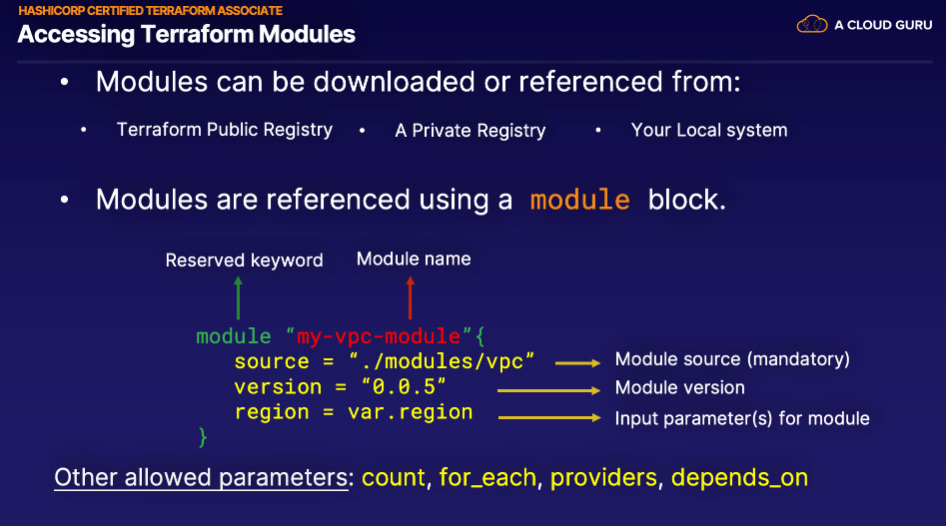 HASHICORP CERTIFIED TERRAFORM ASSOCIATE
Accessing Terraform Modules
A CLOUD GURU
• Modules can be downloaded or referenced from:
• Terraform Public Registry • A Private Registry • Your Local system
• Modules are referenced using a module block.
Reserved keyword Module name
module “my-vpc-module”{
source = “./modules/vpc” Module source (mandatory)
version = “0.0.5” Module version
region = var.region Input parameter(s) for module
}
Other allowed parameters: count, for_each, providers, depends_on